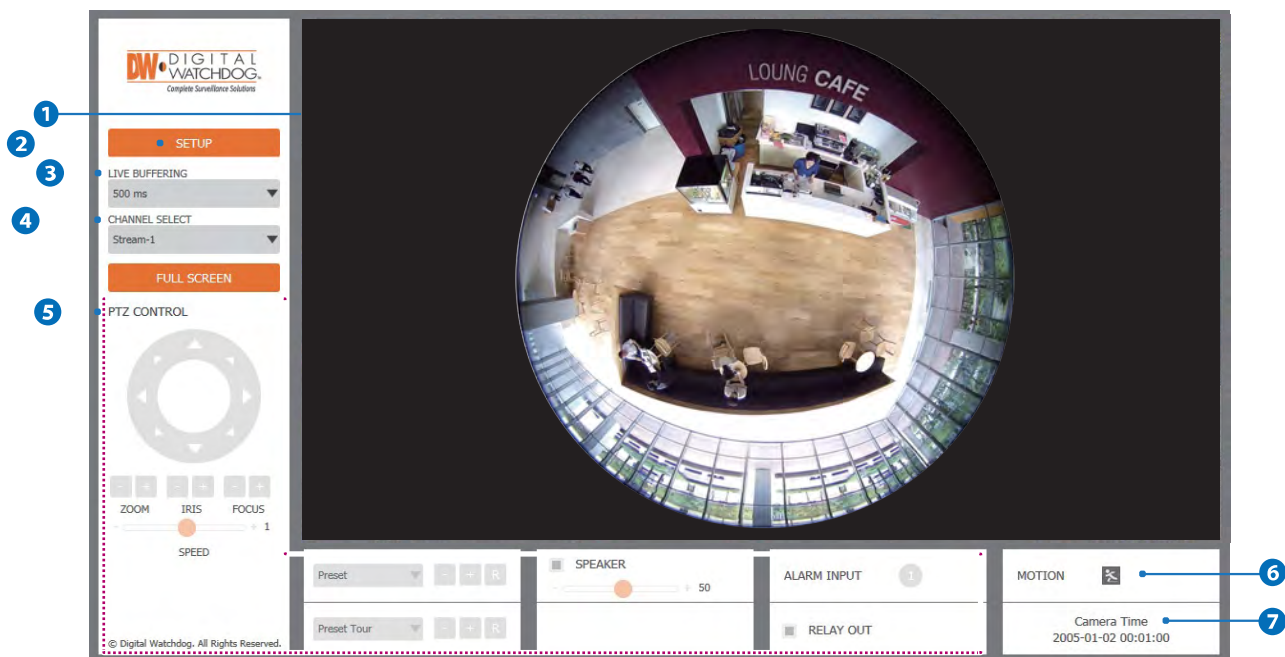 DW DIGITAL
WATCHDOG.
Complete Surveillance Solutions
1
2
SETUP
3
LIVE BUFFERING
500 ms
4
CHANNEL SELECT
Stream-1
FULL SCREEN
5
PTZ CONTROL
- + - + - +
ZOOM IRIS FOCUS
- + 1
SPEED
© Digital Watchdog. All Rights Reserved.
LOUNG CAFE
Preset - + R
Preset Tour - + R
SPEAKER
- + 50
ALARM INPUT 1
RELAY OUT
MOTION 6
Camera Time 7
2005-01-02 00:01:00